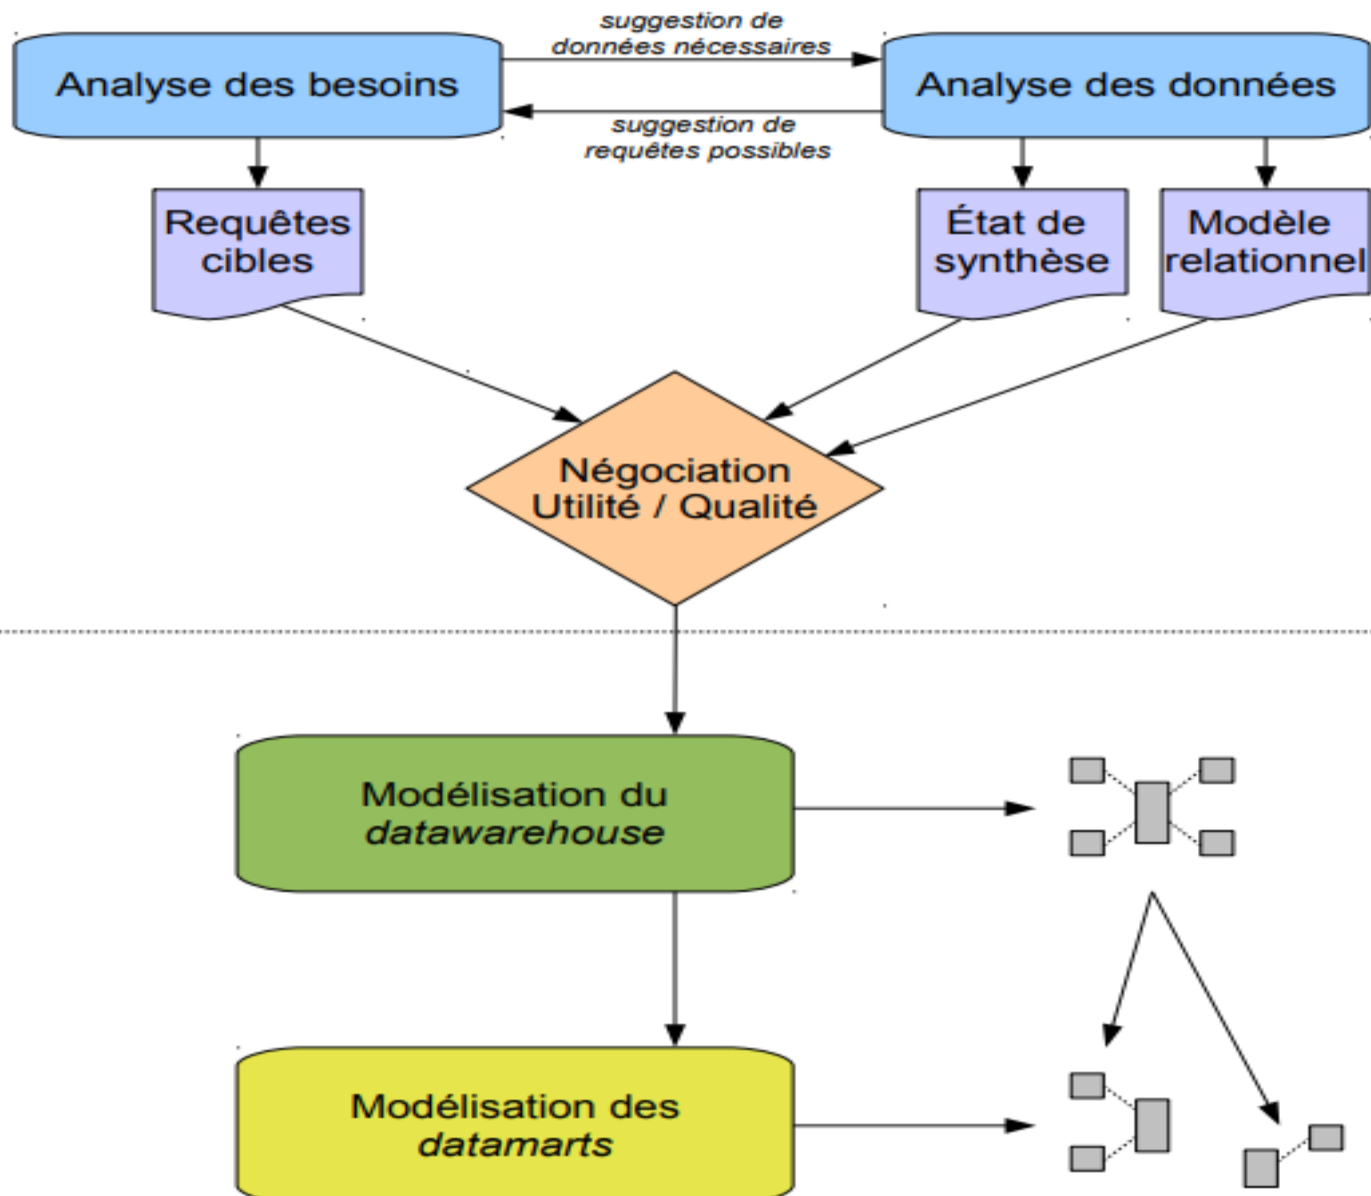 suggestion de
données nécessaires
Analyse des besoins
Analyse des données
suggestion de
requêtes possibles
Requêtes
cibles
État de
synthèse
Modèle
relationnel
Négociation
Utilité / Qualité
Modélisation du
datawarehouse
Modélisation des
datamarts